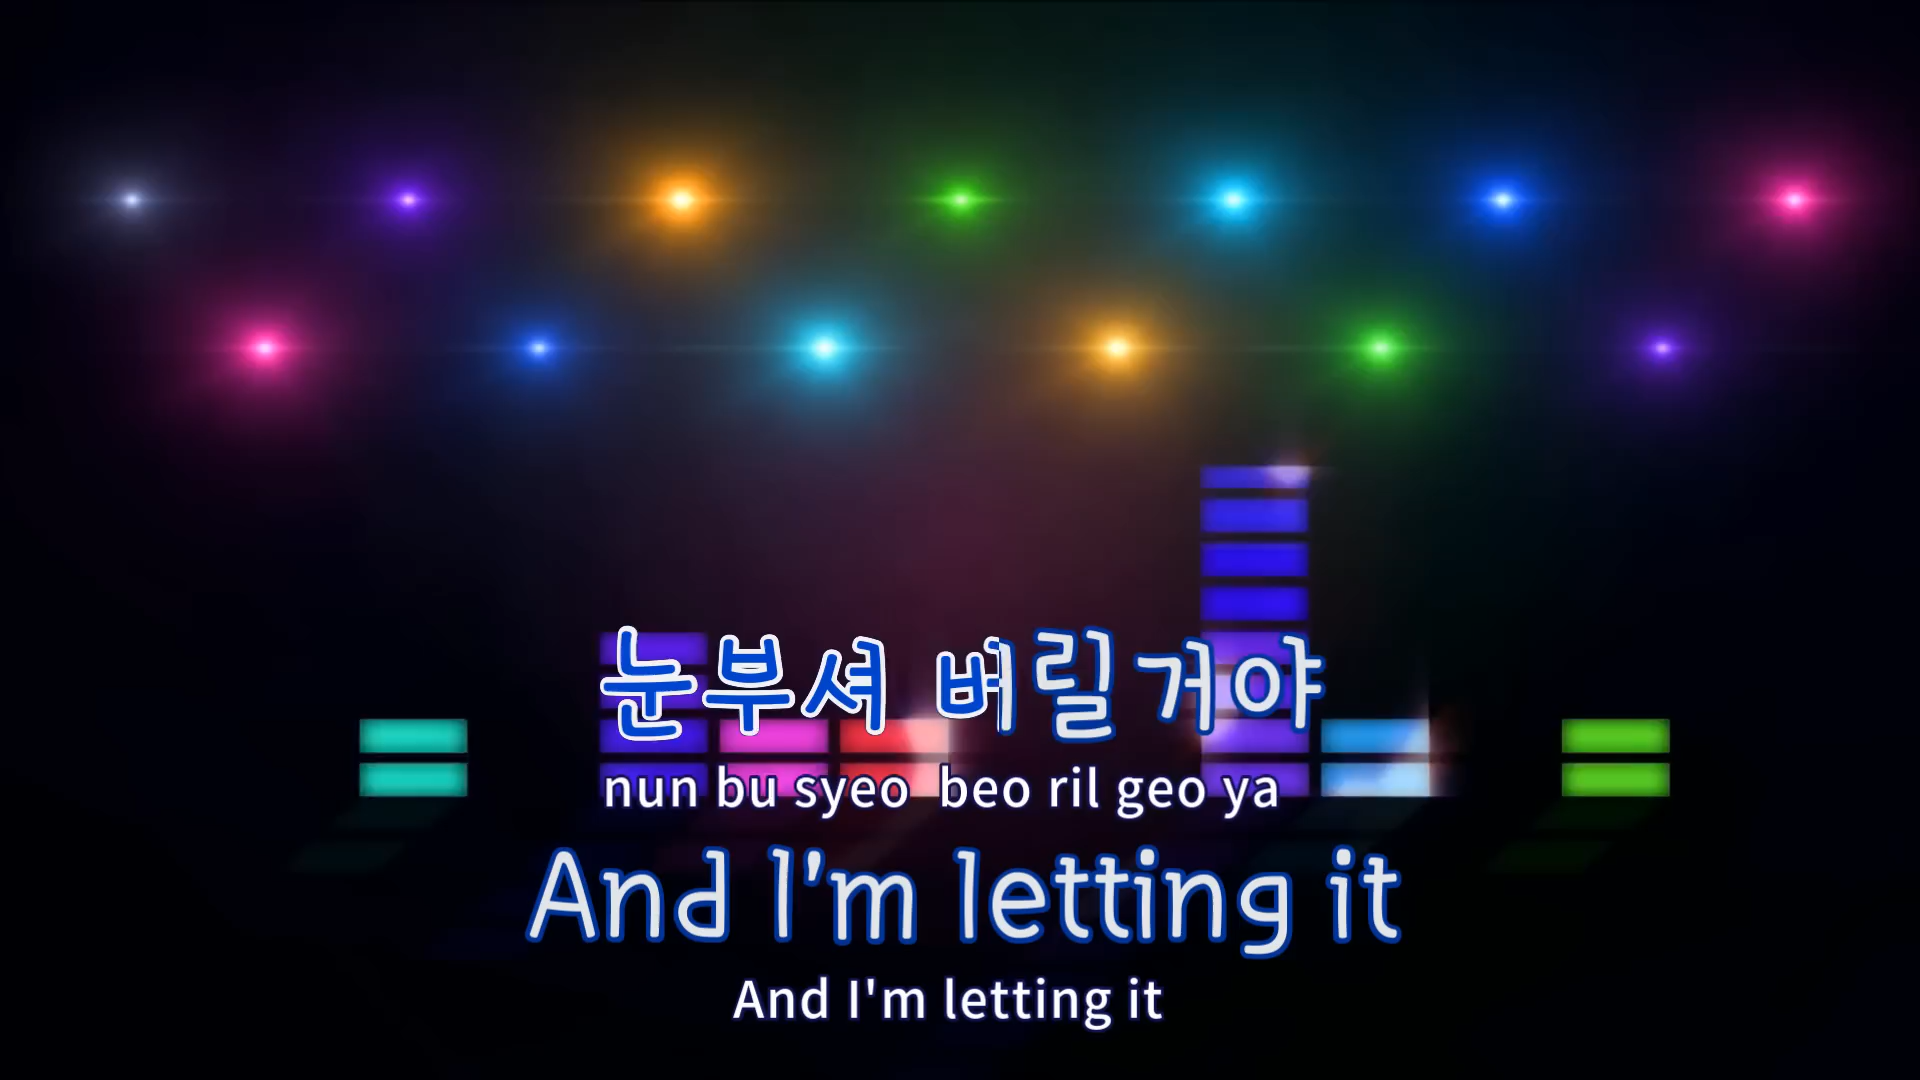 눈부셔 버릴거야
nun bu syeo beo ril geo ya
And I'm letting it
And I'm letting it